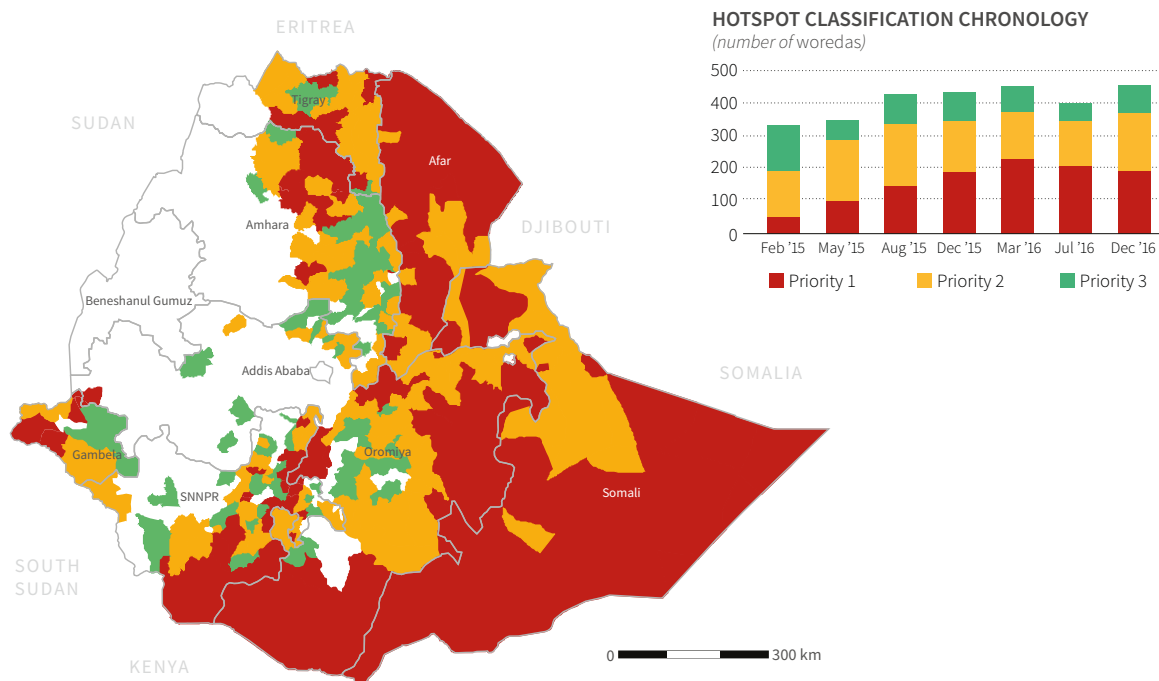 HOTSPOT CLASSIFICATION CHRONOLOGY
(number of woredas)
500
400
300
200
100
0
Feb ’15 May ’15 Aug ’15 Dec ’15 Mar ’16 Jul ’16 Dec ’16
Priority 1 Priority 2 Priority 3
ERITREA
SUDAN
Tigray
Afar
Amhara
DJIBOUTI
Beneshanul Gumuz
Addis Ababa
SOMALIA
Gambela
Oromiya
SNNPR
Somali
SOUTH
SUDAN
KENYA
0 300 km